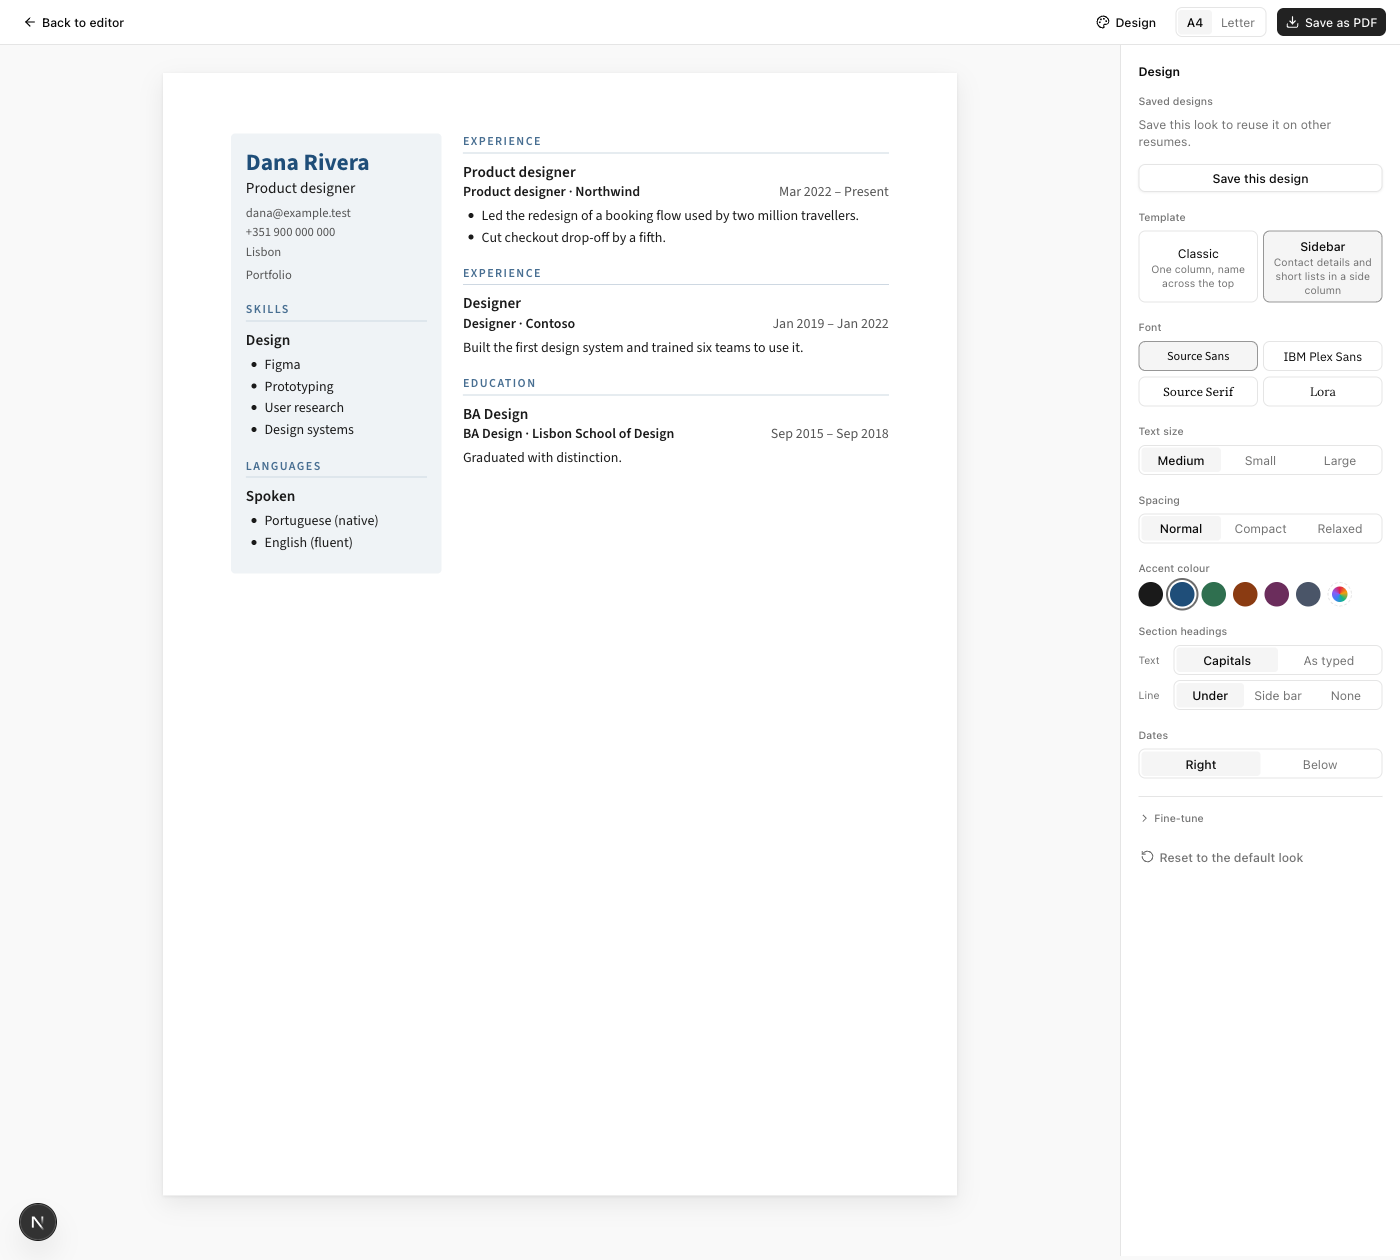 Back to editor
Design
A4
Letter
Save as PDF
Dana Rivera
Product designer
dana@example.test
+351 900 000 000
Lisbon
Portfolio
SKILLS
Design
Figma
Prototyping
User research
Design systems
LANGUAGES
Spoken
Portuguese (native)
English (fluent)
EXPERIENCE
Product designer
Product designer · Northwind
Mar 2022 – Present
Led the redesign of a booking flow used by two million travellers.
Cut checkout drop-off by a fifth.
EXPERIENCE
Designer
Designer · Contoso
Jan 2019 – Jan 2022
Built the first design system and trained six teams to use it.
EDUCATION
BA Design
BA Design · Lisbon School of Design
Sep 2015 – Sep 2018
Graduated with distinction.
Design
Saved designs
Save this look to reuse it on other
resumes.
Save this design
Template
Classic
One column, name
across the top
Sidebar
Contact details and
short lists in a side
column
Font
Source Sans
IBM Plex Sans
Source Serif
Lora
Text size
Medium
Small
Large
Spacing
Normal
Compact
Relaxed
Accent colour
Section headings
Text
Capitals
As typed
Line
Under
Side bar
None
Dates
Right
Below
Fine-tune
Reset to the default look
N